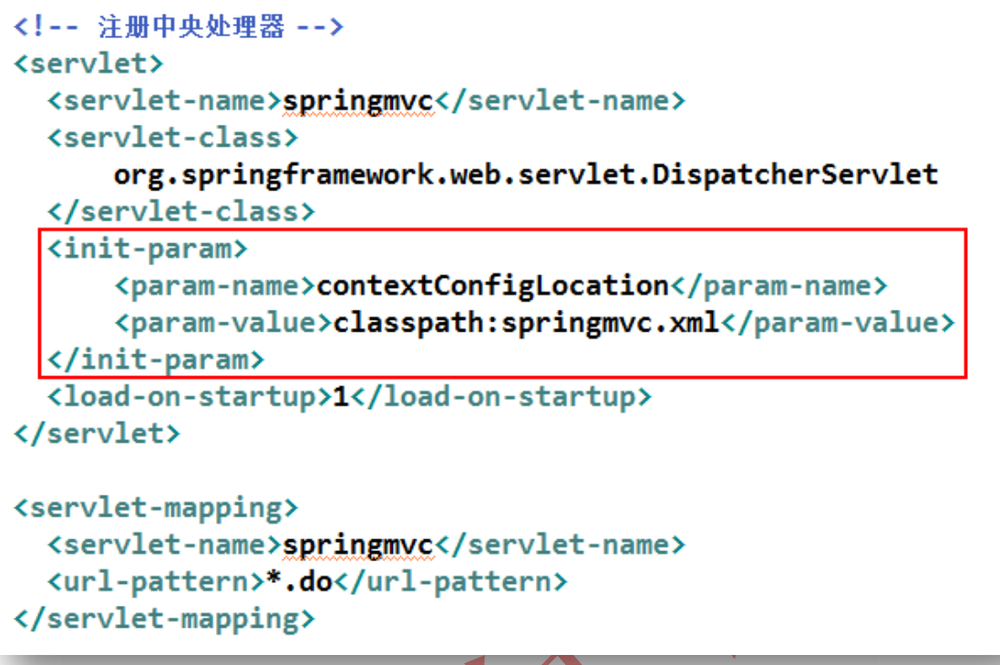 <!-- 注册中央处理器 -->
<servlet>
<servlet-name>springmvc</servlet-name>
<servlet-class>
org.springframework.web.servlet.DispatcherServlet
</servlet-class>
<init-param>
<param-name>contextConfigLocation</param-name>
<param-value>classpath:springmvc.xml</param-value>
</init-param>
<load-on-startup>1</load-on-startup>
</servlet>
<servlet-mapping>
<servlet-name>springmvc</servlet-name>
<url-pattern>*.do</url-pattern>
</servlet-mapping>